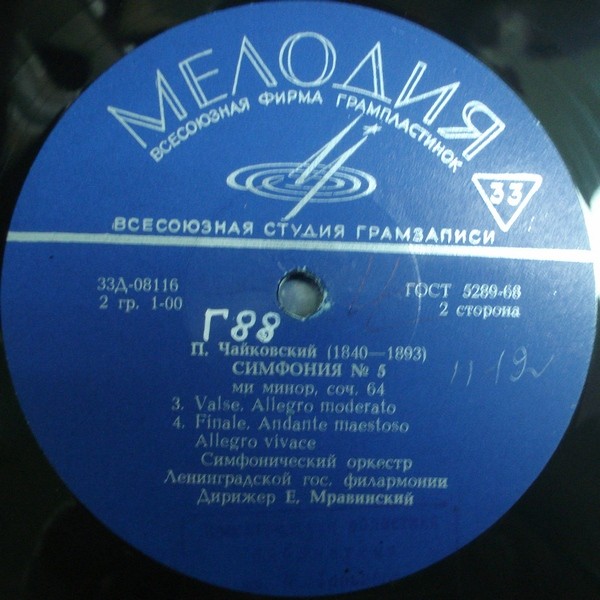 МЕЛОДИЯ
ВСЕСОЮЗНАЯ ФИРМА ГРАМПЛАСТИНОК
33
ВСЕСОЮЗНАЯ СТУДИЯ ГРАМЗАПИСИ
33Д-08116
ГОСТ 5289-68
2 гр. 1-00
2 сторона
Г88
П. Чайковский (1840—1893)
СИМФОНИЯ № 5
ми минор, соч. 64
3. Valse. Allegro moderato
4. Finale. Andante maestoso
Allegro vivace
Симфонический оркестр
Ленинградской гос. филармонии
Дирижер Е. Мравинский